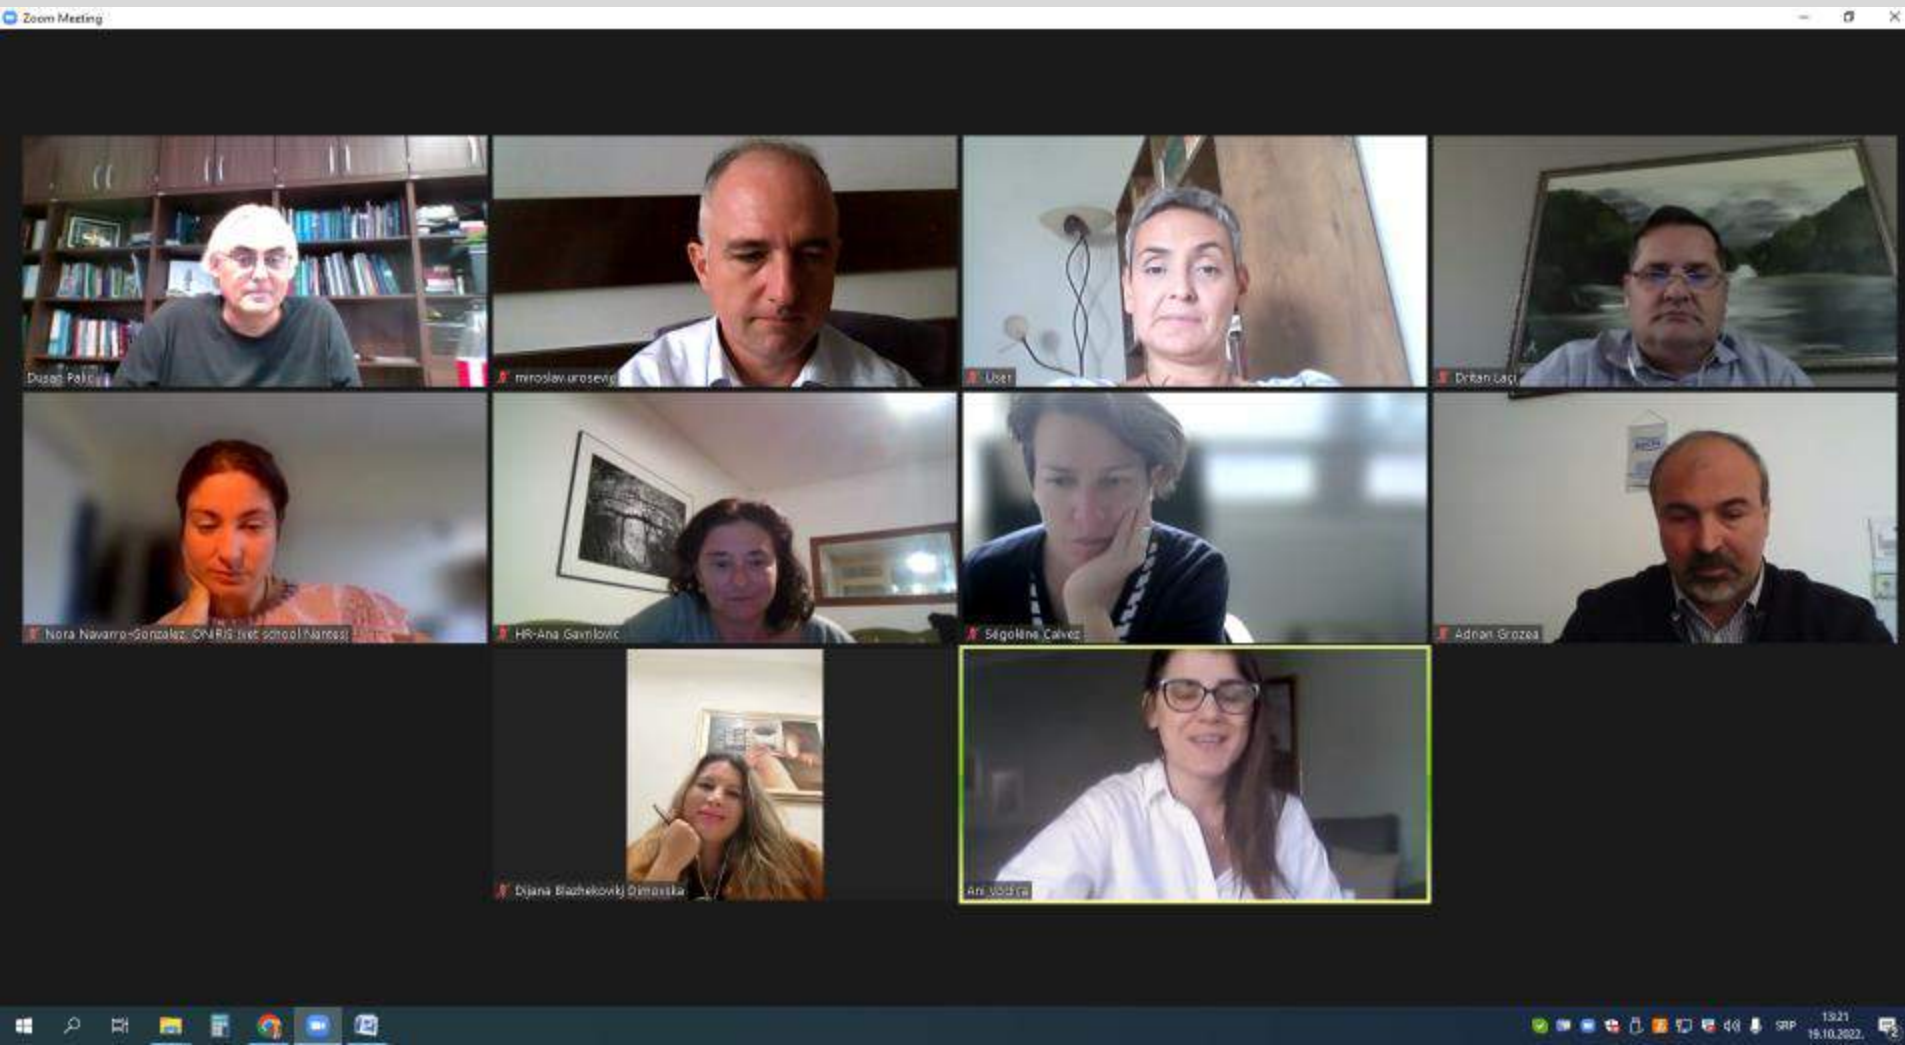 Zoom Meeting
Dusan Palic
miroslav.urosevic
User
Dritan Laçi
Nora Navarro-Gonzalez, ONIRIS (vet school Nantes)
HR-Ana Gavrilovic
Ségolène Calvez
Adrian Grozea
Dijana Blazhekovikj Dimovska
Ani Vodica
SRP
13:21
19.10.2022.
2